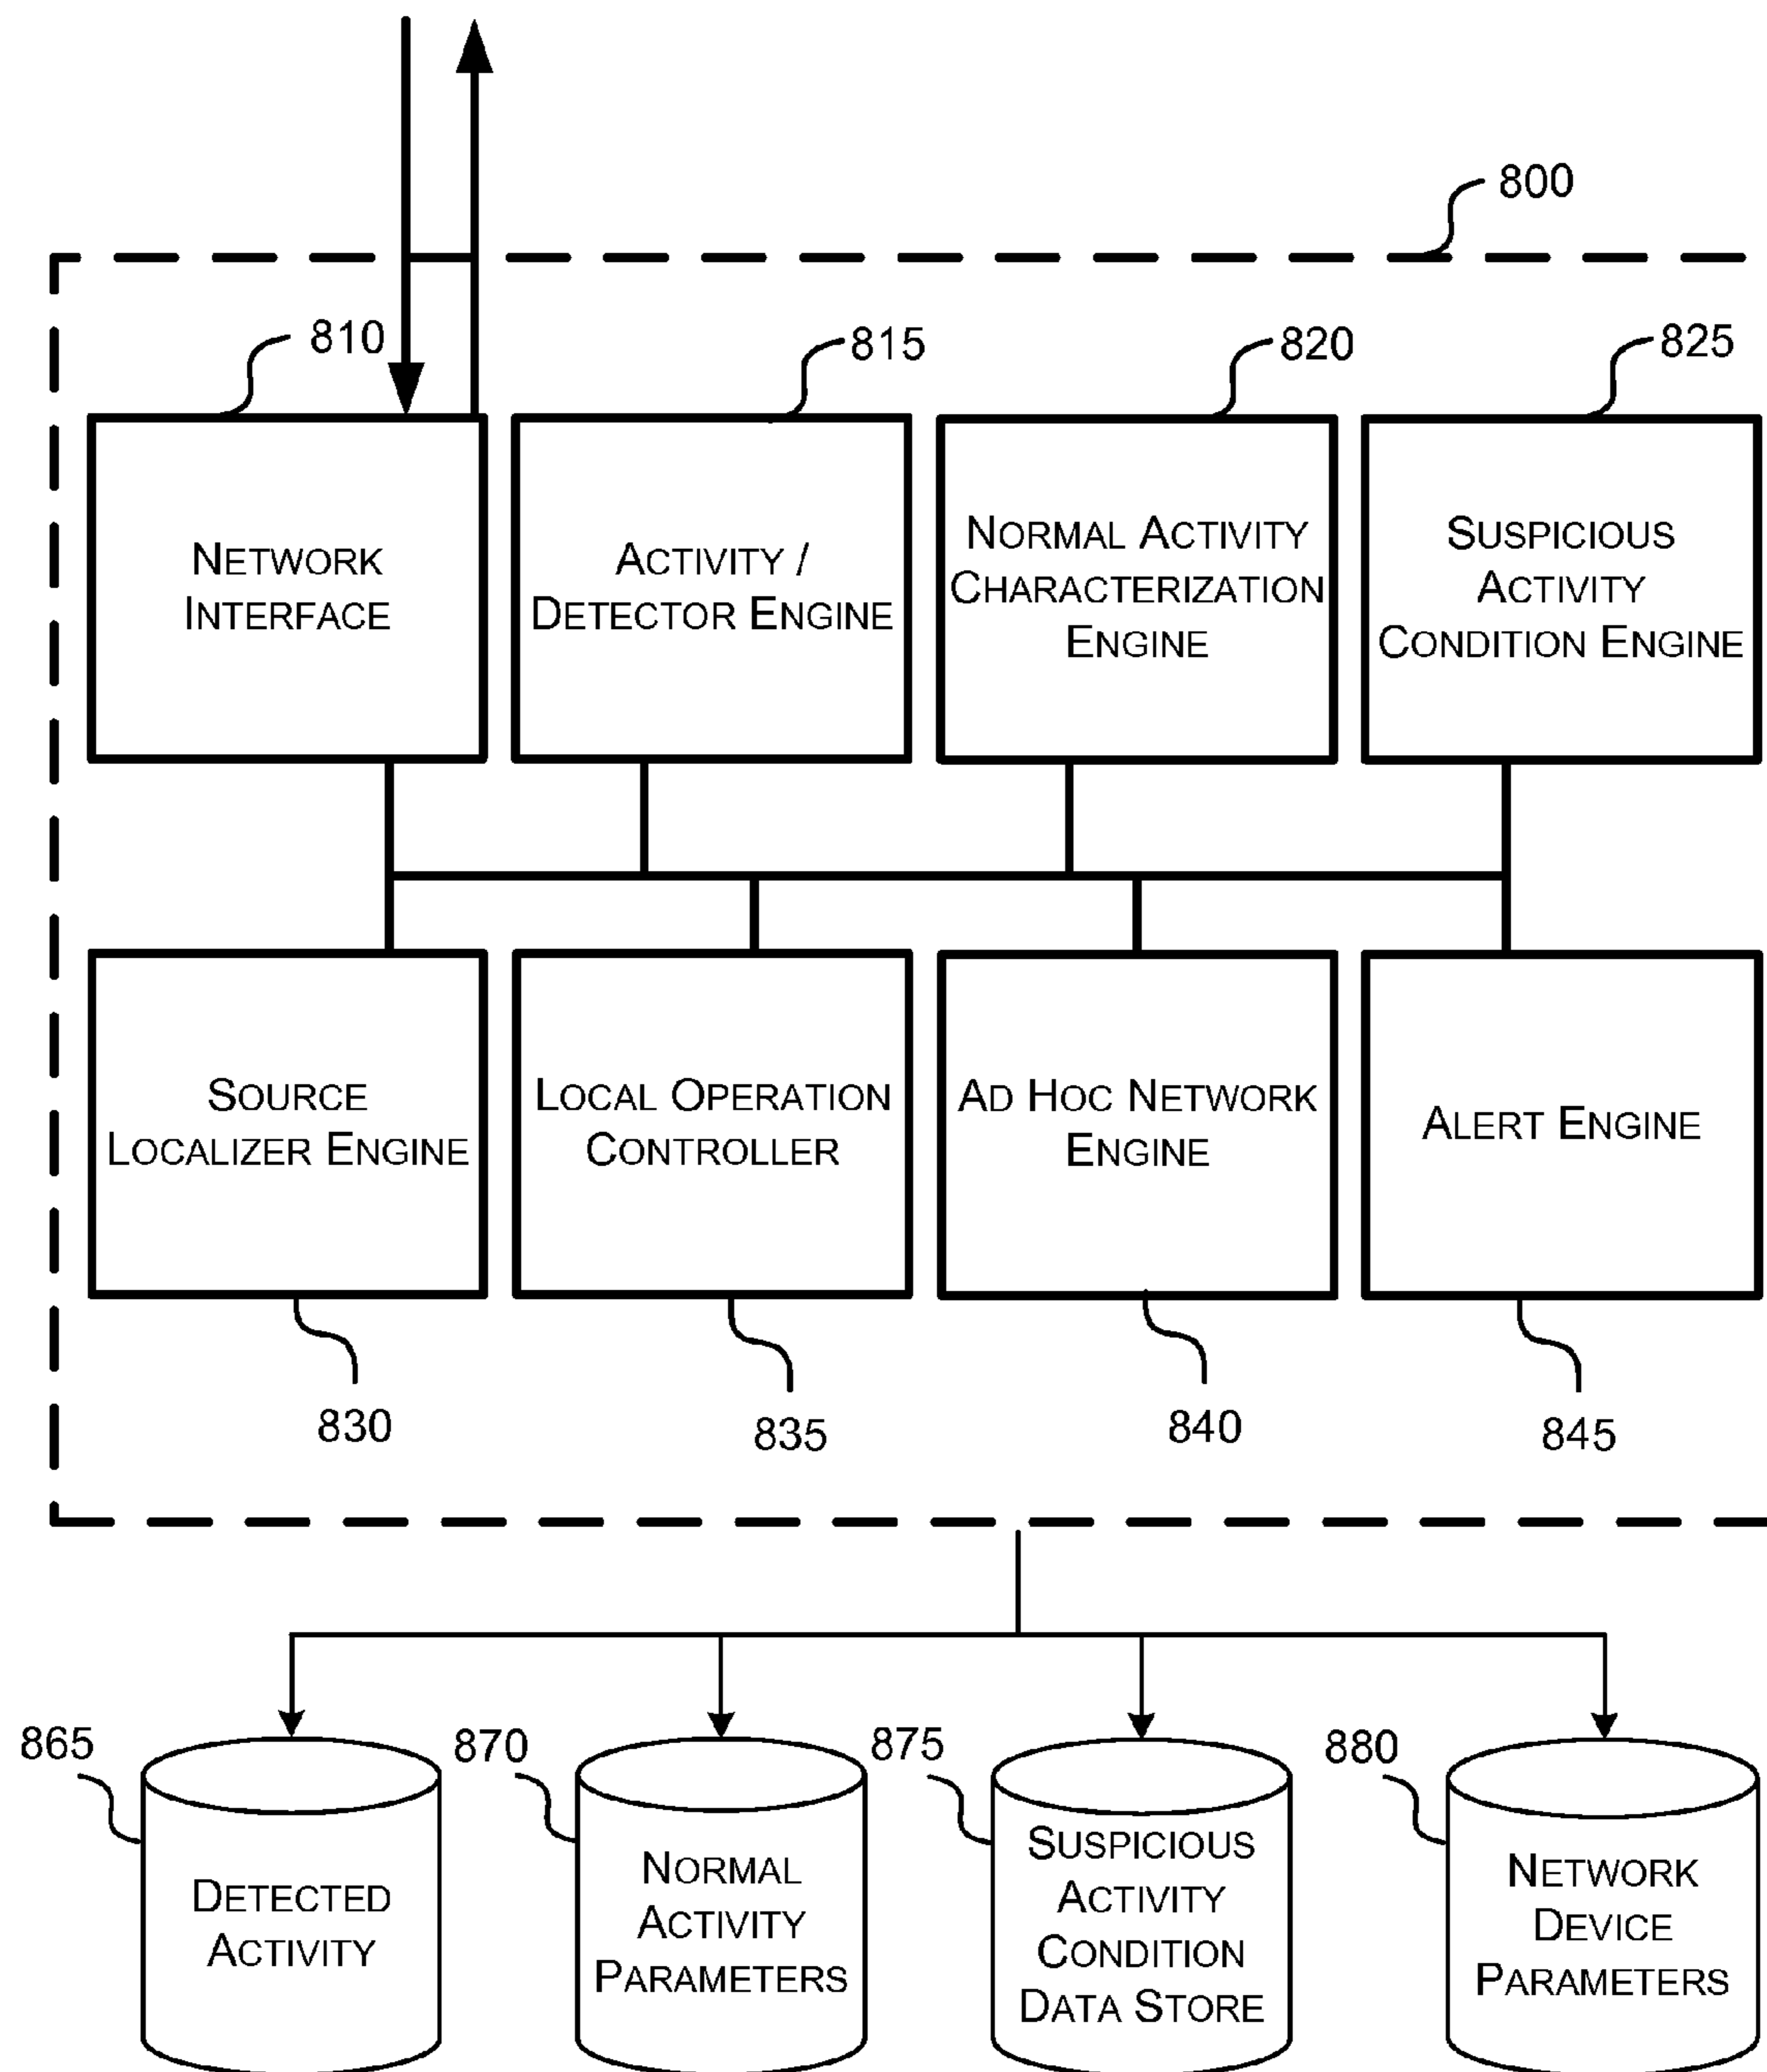 800
810
815
820
825
Network
Interface
Activity /
Detector Engine
Normal Activity
Characterization
Engine
Suspicious
Activity
Condition Engine
Source
Localizer Engine
Local Operation
Controller
Ad Hoc Network
Engine
Alert Engine
830
835
840
845
865
870
875
880
Detected
Activity
Normal
Activity
Parameters
Suspicious
Activity
Condition
Data Store
Network
Device
Parameters